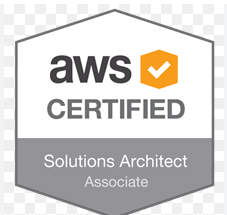 aws
CERTIFIED
Solutions Architect
Associate